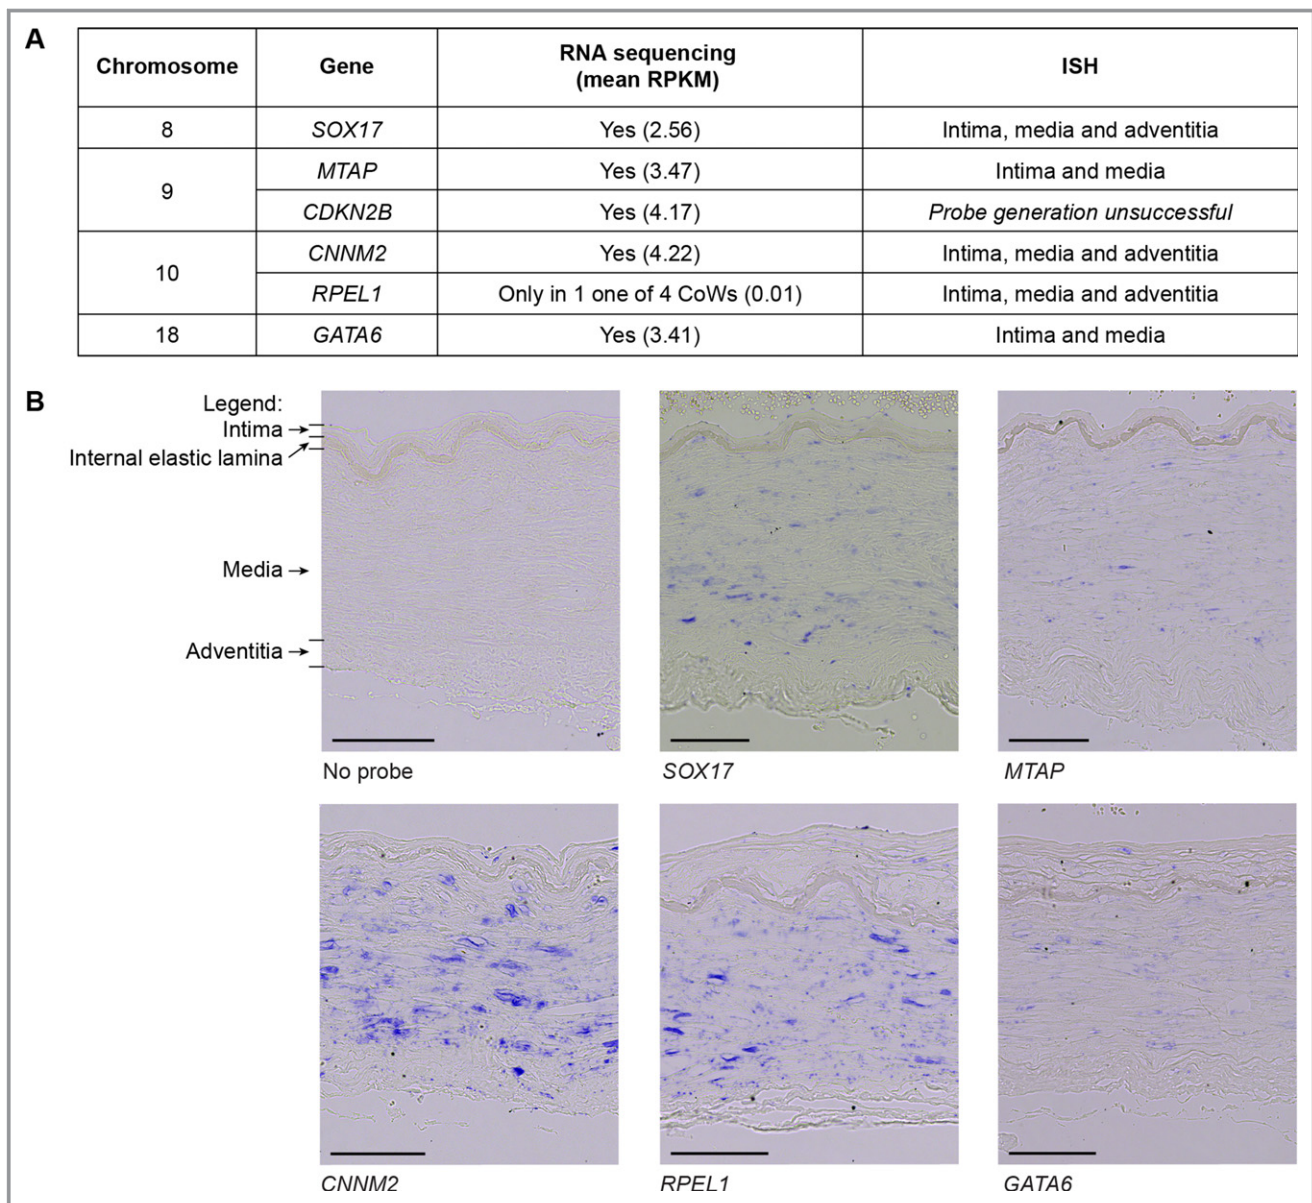 A
Chromosome Gene RNA sequencing (mean RPKM) ISH
8 SOX17 Yes (2.56) Intima, media and adventitia
9 MTAP Yes (3.47) Intima and media
CDKN2B Yes (4.17) Probe generation unsuccessful
10 CNNM2 Yes (4.22) Intima, media and adventitia
RPEL1 Only in 1 one of 4 CoWs (0.01) Intima, media and adventitia
18 GATA6 Yes (3.41) Intima and media
B
Legend:
Intima
Internal elastic lamina
Media
Adventitia
No probe
SOX17
MTAP
CNNM2
RPEL1
GATA6